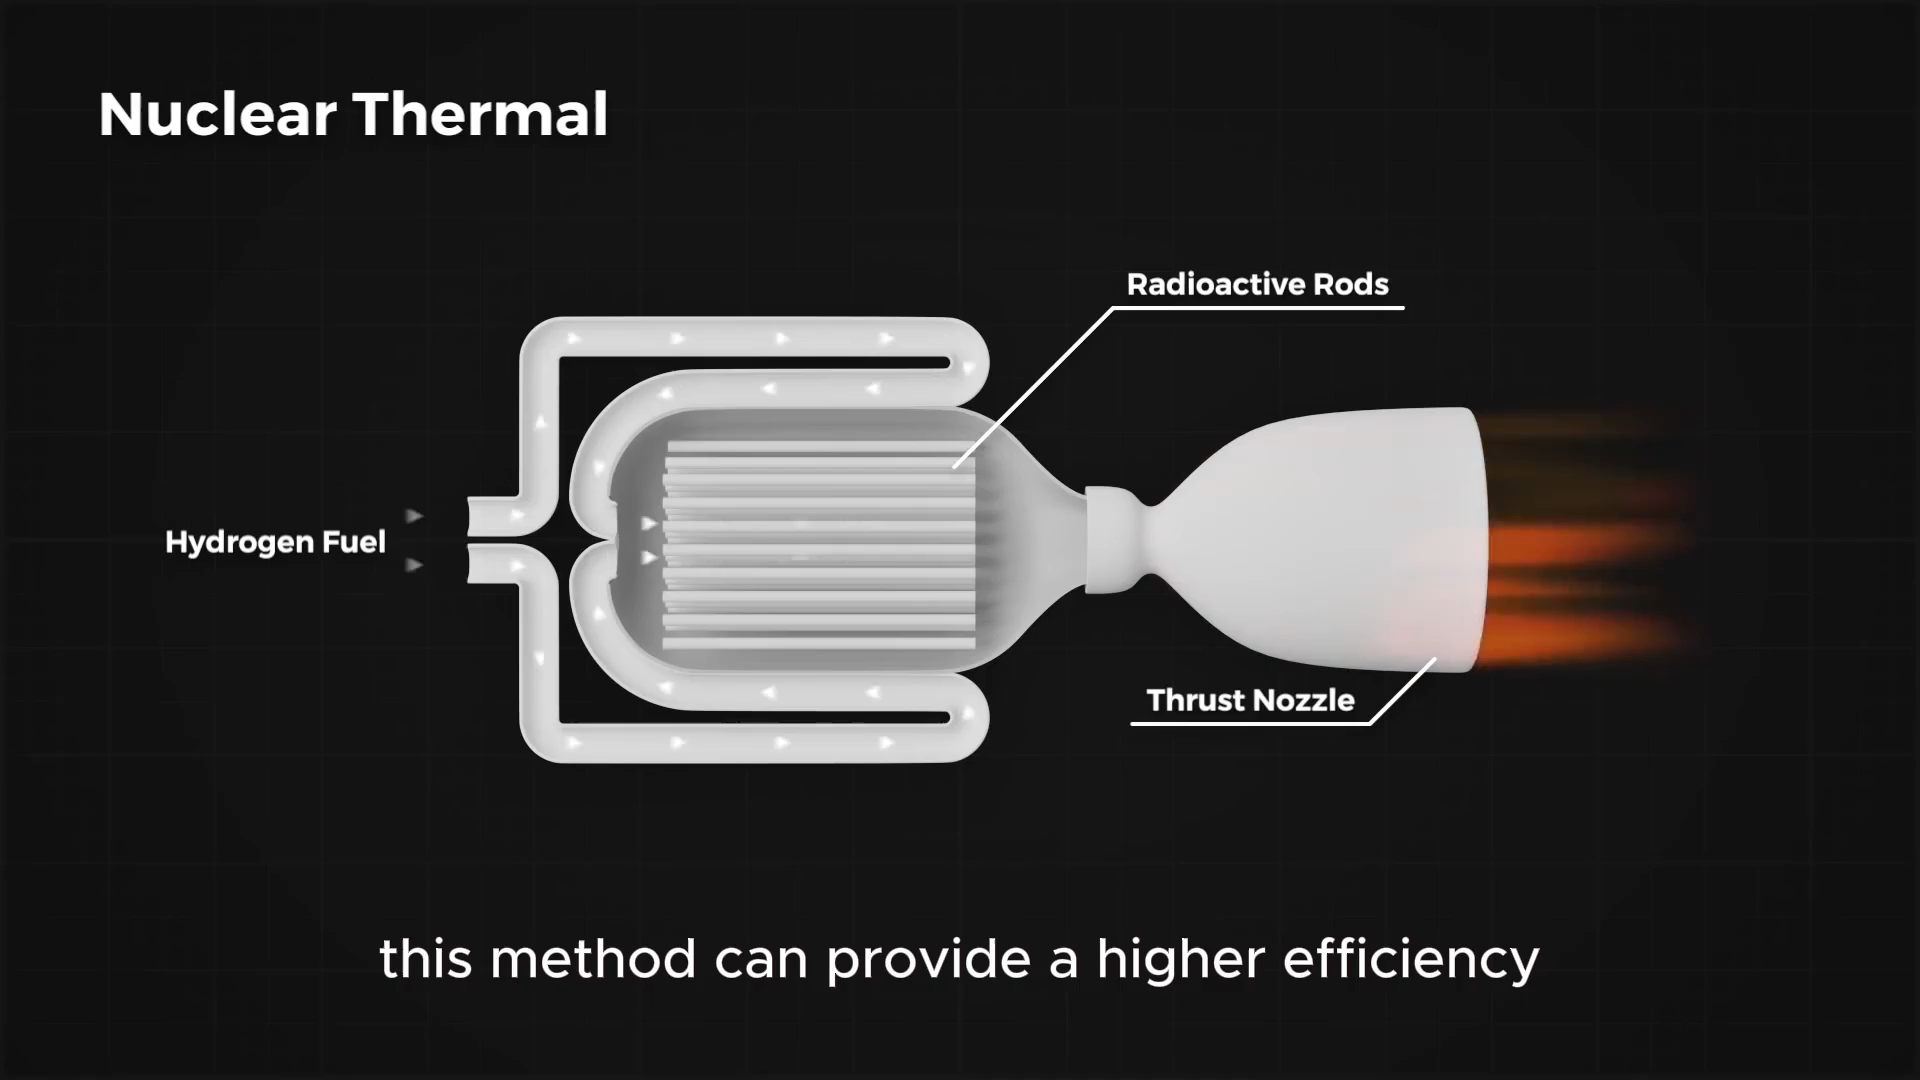 Nuclear Thermal
Radioactive Rods
Hydrogen Fuel
Thrust Nozzle
this method can provide a higher efficiency